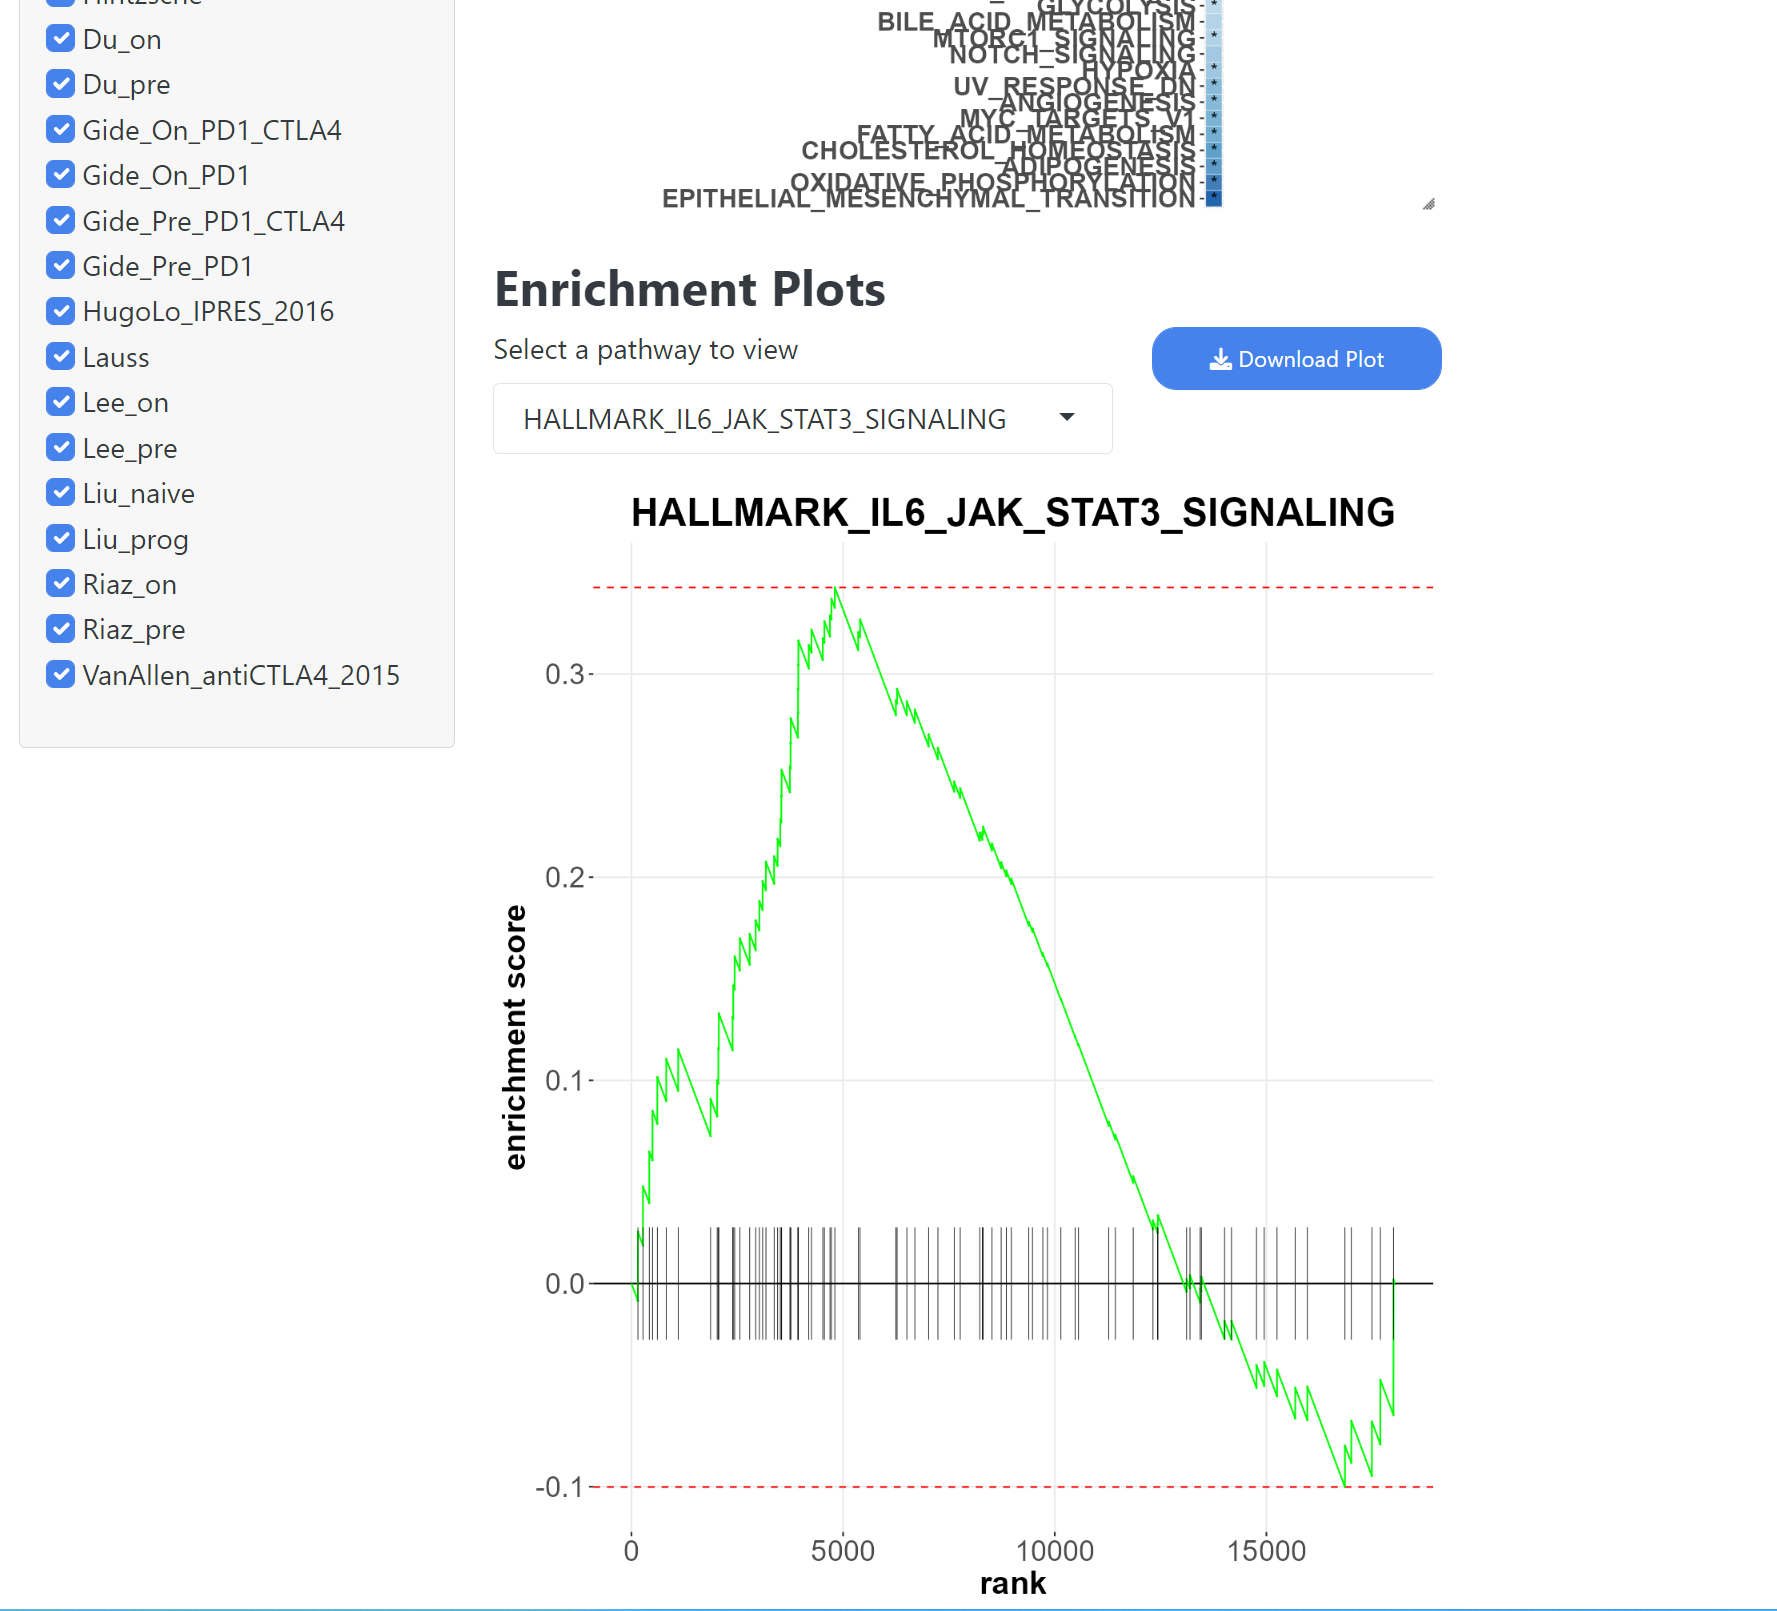 Du_on
Du_pre
Gide_On_PD1_CTLA4
Gide_On_PD1
Gide_Pre_PD1_CTLA4
Gide_Pre_PD1
HugoLo_IPRES_2016
Lauss
Lee_on
Lee_pre
Liu_naive
Liu_prog
Riaz_on
Riaz_pre
VanAllen_antiCTLA4_2015
GLYCOLYSIS
BILE_ACID_METABOLISM
MTORC1_SIGNALING
NOTCH_SIGNALING
HYPOXIA
UV_RESPONSE_DN
ANGIOGENESIS
MYC_TARGETS_V1
FATTY_ACID_METABOLISM
CHOLESTEROL_HOMEOSTASIS
ADIPOGENESIS
OXIDATIVE_PHOSPHORYLATION
EPITHELIAL_MESENCHYMAL_TRANSITION
Enrichment Plots
Select a pathway to view
Download Plot
HALLMARK_IL6_JAK_STAT3_SIGNALING
HALLMARK_IL6_JAK_STAT3_SIGNALING
enrichment score
0.3
0.2
0.1
0.0
-0.1
0 5000 10000 15000
rank